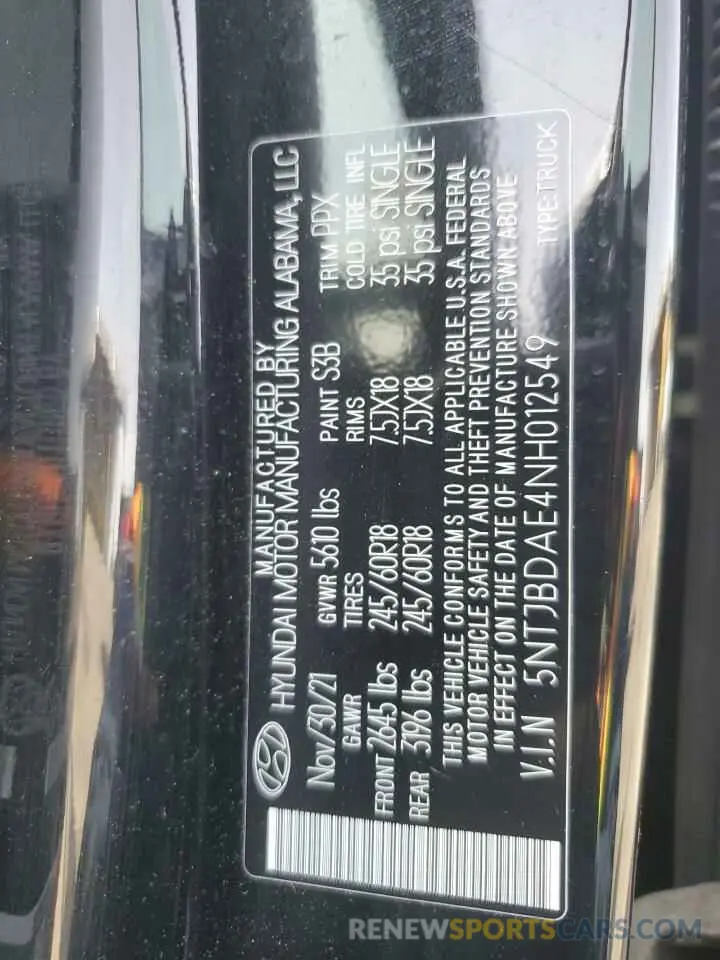 MANUFACTURED BY
HYUNDAI MOTOR MANUFACTURING ALABAMA, LLC
Nov/30/21 GVWR 5610 lbs PAINT S3B TRIM PPX
GAWR TIRES RIMS COLD TIRE INFL
FRONT 2645 lbs 245/60R18 7.5JX18 35 psi SINGLE
REAR 3196 lbs 245/60R18 7.5JX18 35 psi SINGLE
THIS VEHICLE CONFORMS TO ALL APPLICABLE U.S.A. FEDERAL
MOTOR VEHICLE SAFETY AND THEFT PREVENTION STANDARDS
IN EFFECT ON THE DATE OF MANUFACTURE SHOWN ABOVE
V.I.N 5NTJBDAE4NH012549 TYPE:TRUCK
RENEWSPORTSCARS.COM